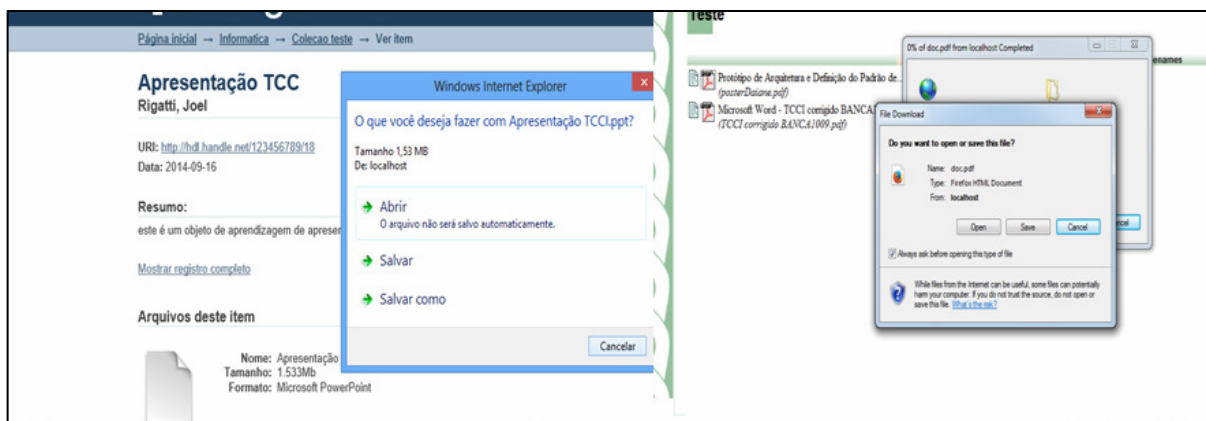 Página inicial → Informatica → Colecao teste → Ver item
Apresentação TCC
Rigatti, Joel
URI: http://hdl.handle.net/123456789/18
Data: 2014-09-16
Resumo:
este é um objeto de aprendizagem de apreser
Mostrar registro completo
Arquivos deste item
Nome: Apresentação
Tamanho: 1.533Mb
Formato: Microsoft PowerPoint
Windows Internet Explorer
x
O que você deseja fazer com Apresentação TCCI.ppt?
Tamanho 1,53 MB
De: localhost
Abrir
O arquivo não será salvo automaticamente.
Salvar
Salvar como
Cancelar
Teste
enames
Protótipo de Arquitetura e Definição do Padrão de...
(posterDaiane.pdf)
Microsoft Word - TCCI corrigido BANCA1
(TCCI corrigido BANCA1009.pdf)
0% of doc.pdf from localhost Completed
ncel
File Download
Do you want to open or save this file?
Name: doc.pdf
Type: Firefox HTML Document
From: localhost
Open Save Cancel
Always ask before opening this type of file
While files from the Internet can be useful, some files can potentially
harm your computer. If you do not trust the source, do not open or
save this file. What's the risk?